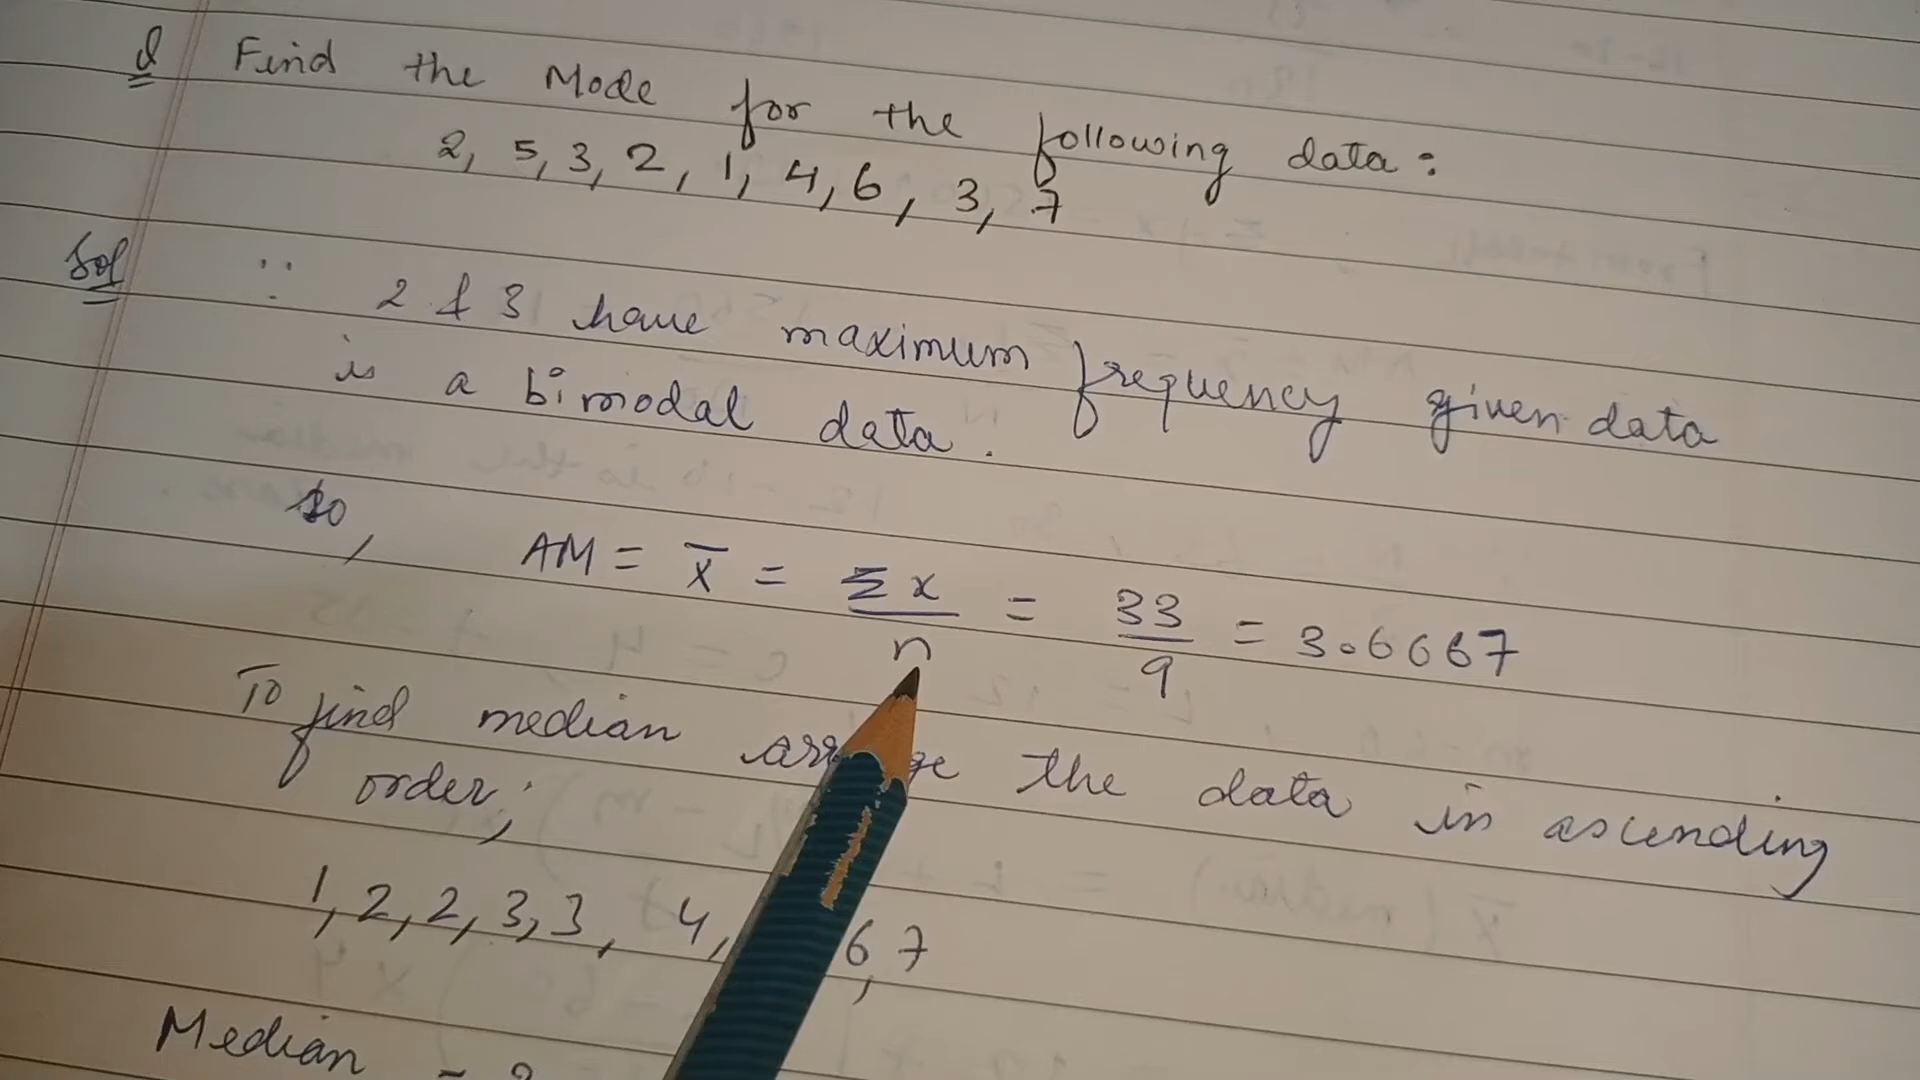 Q Find the Mode for the following data:
2, 5, 3, 2, 1, 4, 6, 3, 7
Sol ∵ 2 & 3 have maximum frequency given data
is a bimodal data.
so, AM = x̄ = Σx/n = 33/9 = 3.6667
To find median the data in ascending
order;
1, 2, 2, 3, 3, 4, 6, 7
Median =